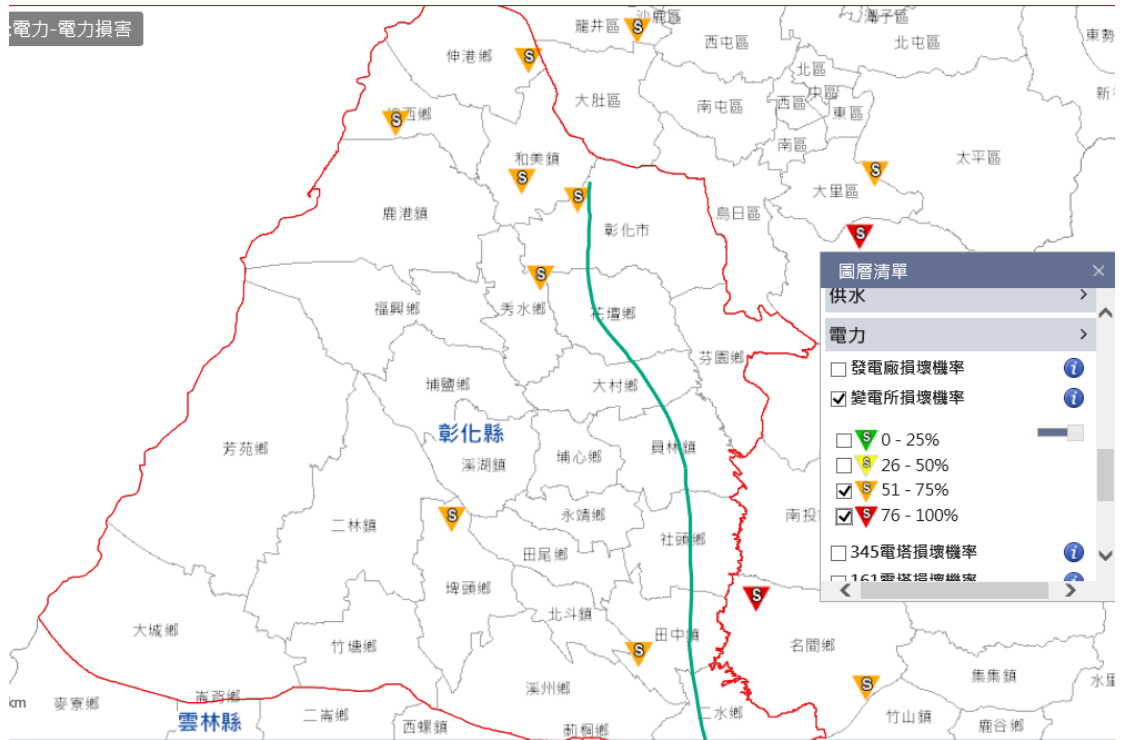 電力-電力損害
沙鹿區
龍井區
S
潭子區
西屯區
北屯區
東勢
伸港鄉
S
北區
大肚區
南屯區
西區
中區
東區
新
S
西鄉
南區
和美鎮
太平區
S
S
大里區
S
鹿港鎮
烏日區
彰化市
S
S
福興鄉
秀水鄉
花壇鄉
芬園鄉
埔鹽鄉
大村鄉
彰化縣
芳苑鄉
溪湖鎮
埔心鄉
員林鎮
S
永靖鄉
南投
二林鎮
社頭鄉
田尾鄉
埤頭鄉
S
北斗鎮
大城鄉
竹塘鄉
田中鎮
名間鄉
S
集集鎮
水里
溪州鄉
S
km
麥寮鄉
崙背鄉
二水鄉
竹山鎮
雲林縣
二崙鄉
西螺鎮
莿桐鄉
鹿谷鄉
圖層清單 ×
供水 >
電力 >
發電廠損壞機率 i
變電所損壞機率 i
S 0 - 25%
S 26 - 50%
S 51 - 75%
S 76 - 100%
345電塔損壞機率 i
161電塔損壞機率 i